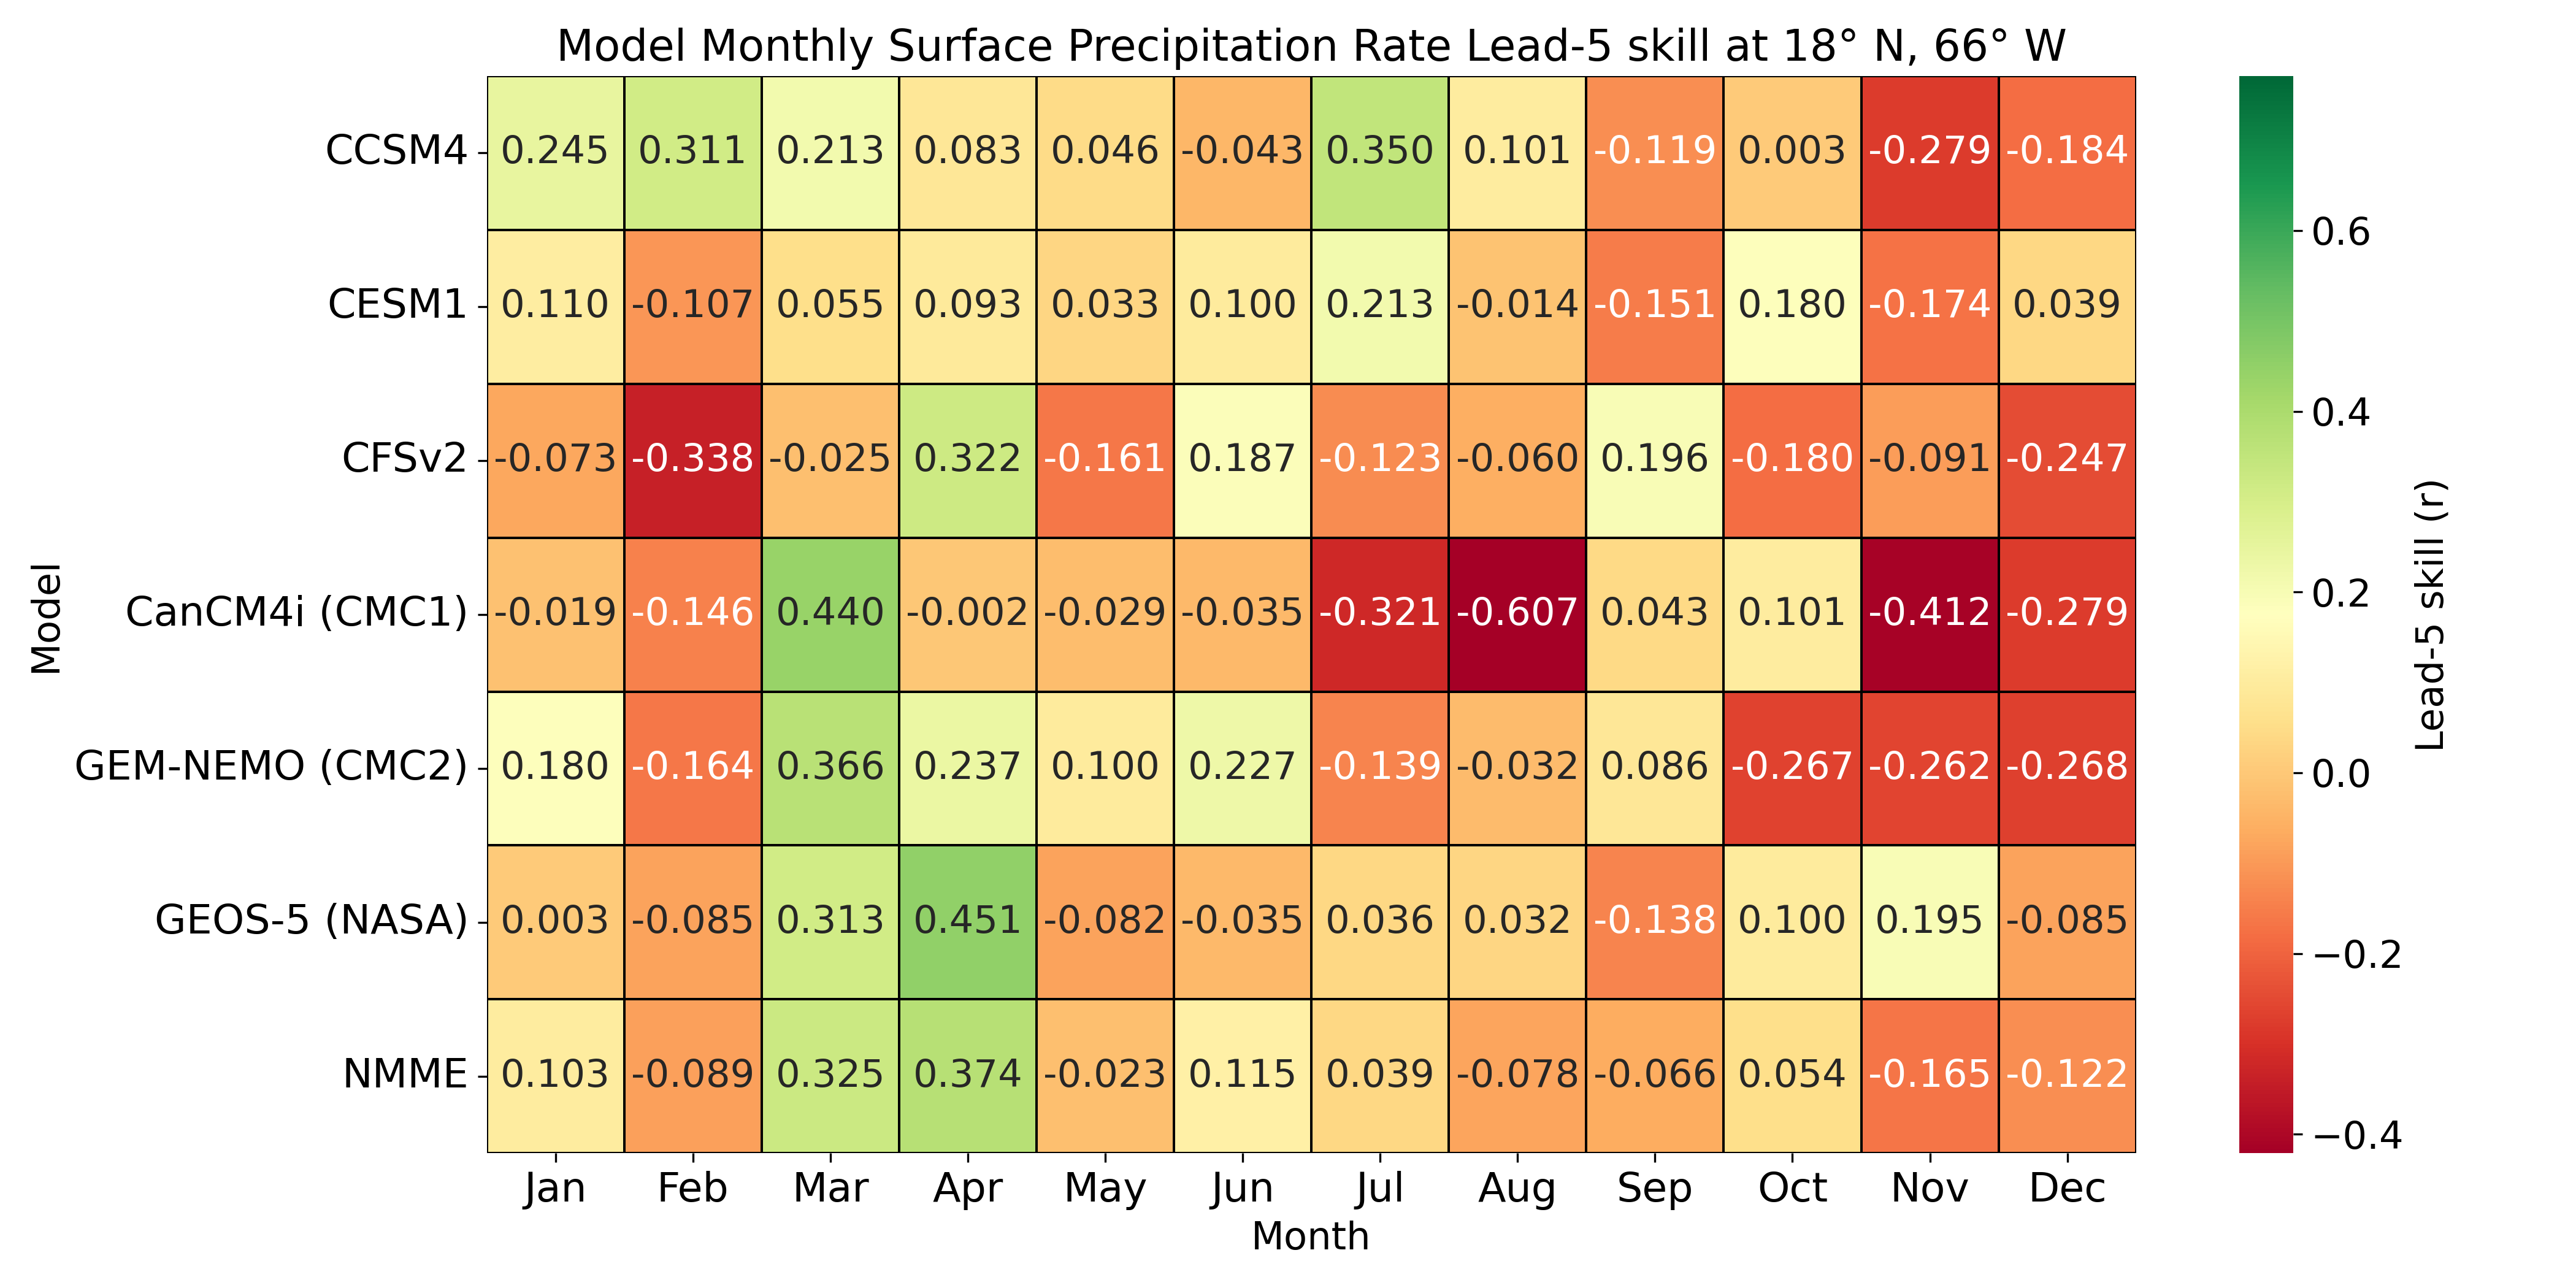 Model Monthly Surface Precipitation Rate Lead-5 skill at 18° N, 66° W
CCSM4 0.245 0.311 0.213 0.083 0.046 -0.043 0.350 0.101 -0.119 0.003 -0.279 -0.184
CESM1 0.110 -0.107 0.055 0.093 0.033 0.100 0.213 -0.014 -0.151 0.180 -0.174 0.039
CFSv2 -0.073 -0.338 -0.025 0.322 -0.161 0.187 -0.123 -0.060 0.196 -0.180 -0.091 -0.247
CanCM4i (CMC1) -0.019 -0.146 0.440 -0.002 -0.029 -0.035 -0.321 -0.607 0.043 0.101 -0.412 -0.279
GEM-NEMO (CMC2) 0.180 -0.164 0.366 0.237 0.100 0.227 -0.139 -0.032 0.086 -0.267 -0.262 -0.268
GEOS-5 (NASA) 0.003 -0.085 0.313 0.451 -0.082 -0.035 0.036 0.032 -0.138 0.100 0.195 -0.085
NMME 0.103 -0.089 0.325 0.374 -0.023 0.115 0.039 -0.078 -0.066 0.054 -0.165 -0.122
Jan Feb Mar Apr May Jun Jul Aug Sep Oct Nov Dec
Month
Model
0.6
0.4
0.2
0.0
−0.2
−0.4
Lead-5 skill (r)